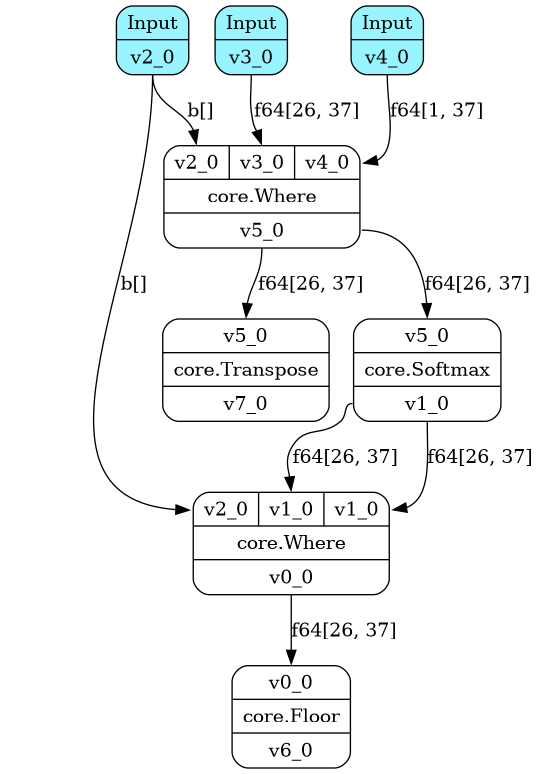 Input
v2_0
Input
v3_0
Input
v4_0
b[]
f64[26, 37]
f64[1, 37]
v2_0 v3_0 v4_0
core.Where
v5_0
b[]
f64[26, 37]
f64[26, 37]
v5_0
core.Transpose
v7_0
v5_0
core.Softmax
v1_0
f64[26, 37]
f64[26, 37]
v2_0 v1_0 v1_0
core.Where
v0_0
f64[26, 37]
v0_0
core.Floor
v6_0